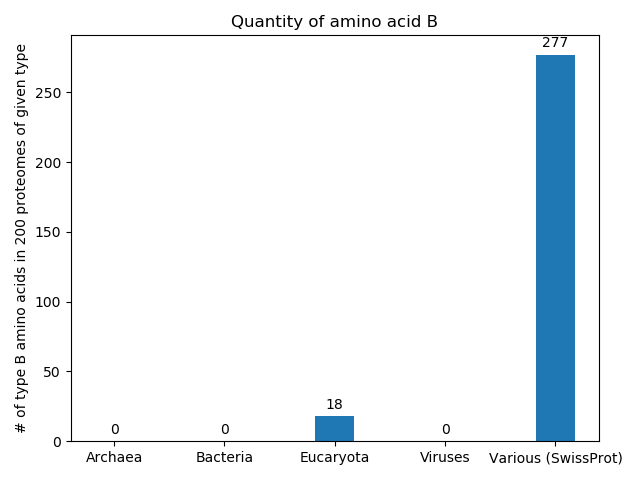 Quantity of amino acid B
# of type B amino acids in 200 proteomes of given type
250
200
150
100
50
0
0
0
18
0
277
Archaea
Bacteria
Eucaryota
Viruses
Various (SwissProt)